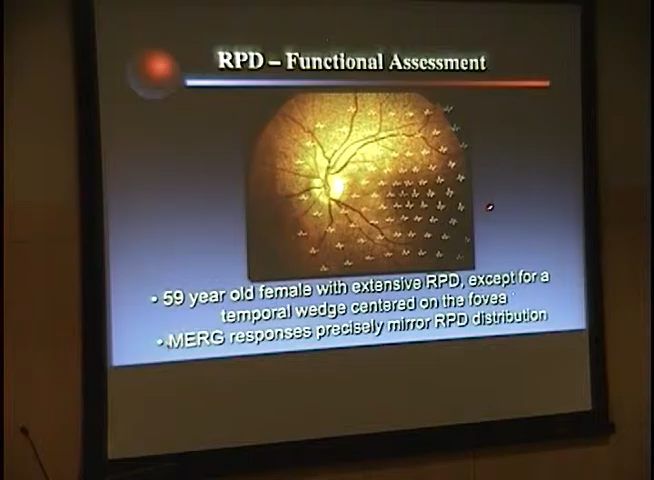 RPD – Functional Assessment
• 59 year old female with extensive RPD, except for a
temporal wedge centered on the fovea
• MERG responses precisely mirror RPD distribution